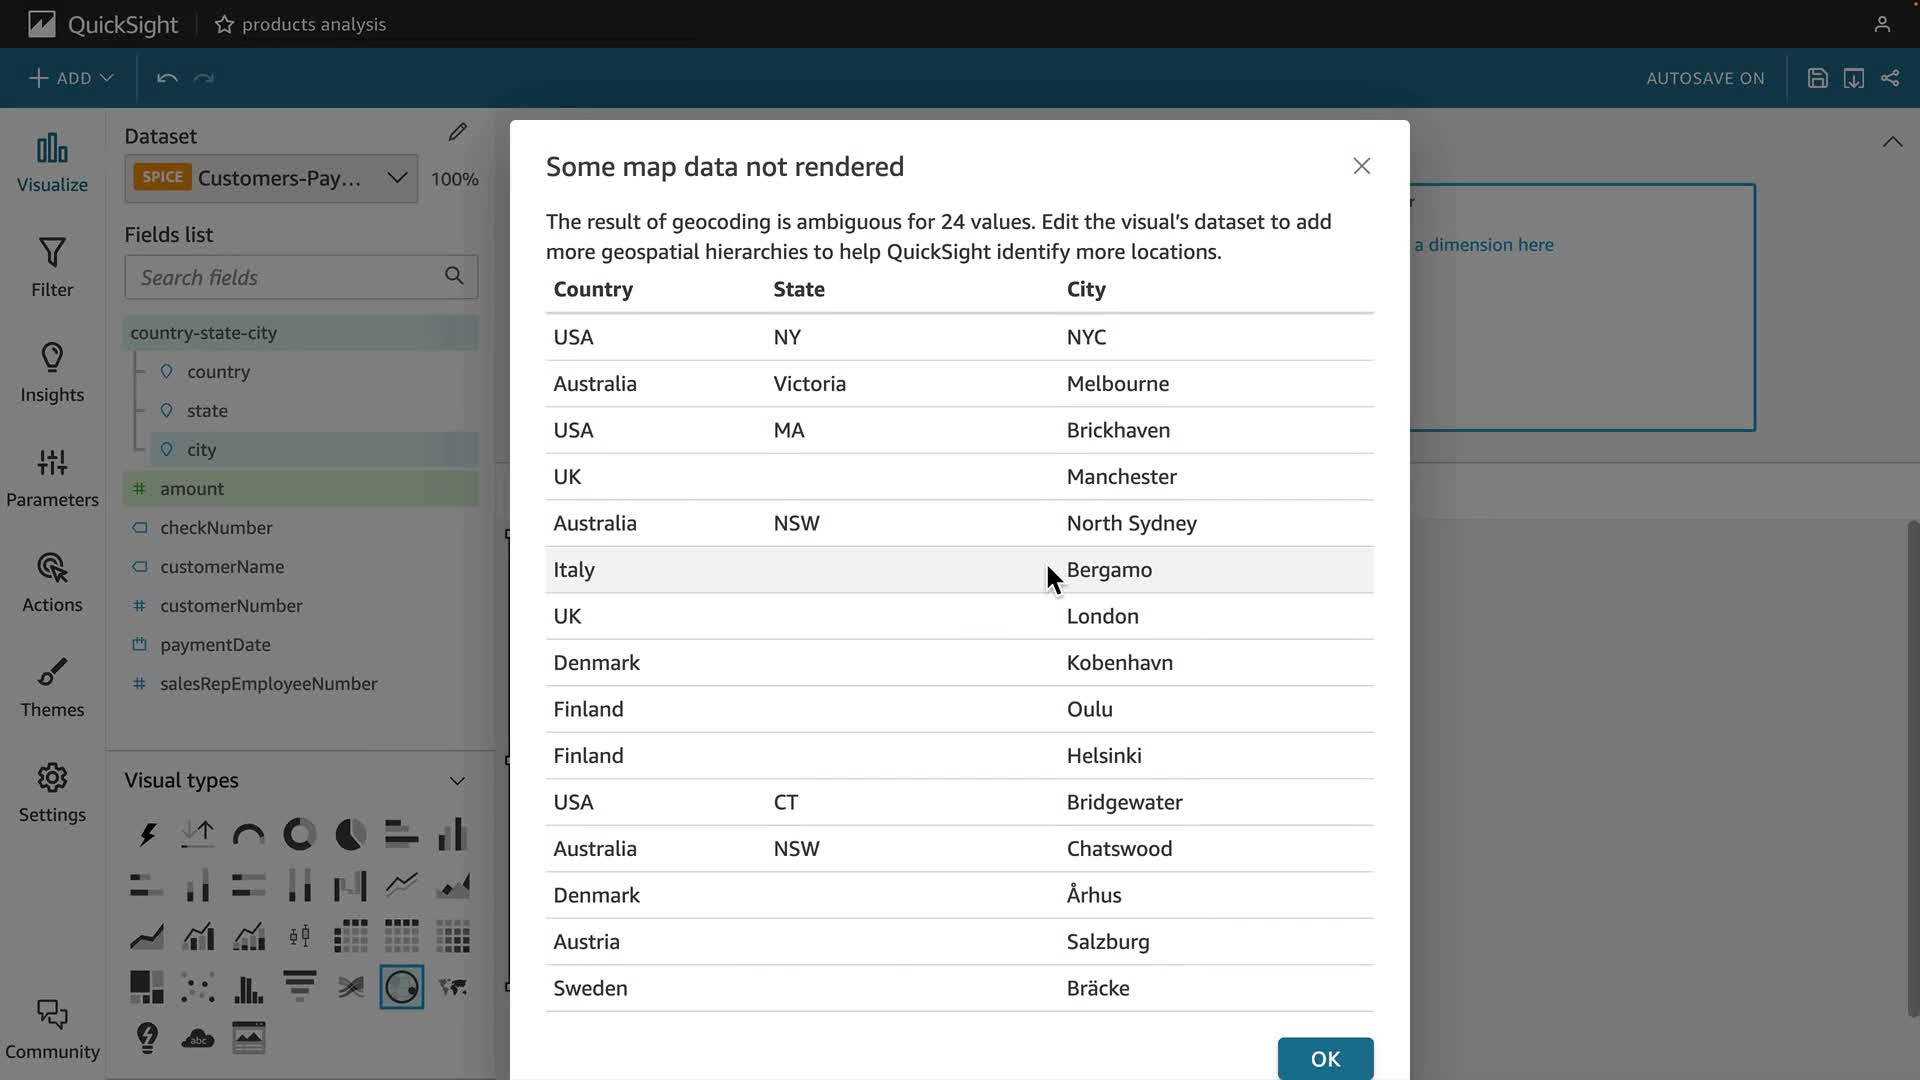 QuickSight
products analysis
ADD
AUTOSAVE ON
Visualize
Filter
Insights
Parameters
Actions
Themes
Settings
Community
Dataset
SPICE Customers-Pay... 100%
Fields list
Search fields
country-state-city
country
state
city
amount
checkNumber
customerName
customerNumber
paymentDate
salesRepEmployeeNumber
Visual types
abc
Some map data not rendered
The result of geocoding is ambiguous for 24 values. Edit the visual's dataset to add
more geospatial hierarchies to help QuickSight identify more locations.
Country State City
USA NY NYC
Australia Victoria Melbourne
USA MA Brickhaven
UK Manchester
Australia NSW North Sydney
Italy Bergamo
UK London
Denmark Kobenhavn
Finland Oulu
Finland Helsinki
USA CT Bridgewater
Australia NSW Chatswood
Denmark Århus
Austria Salzburg
Sweden Bräcke
OK
r
a dimension here